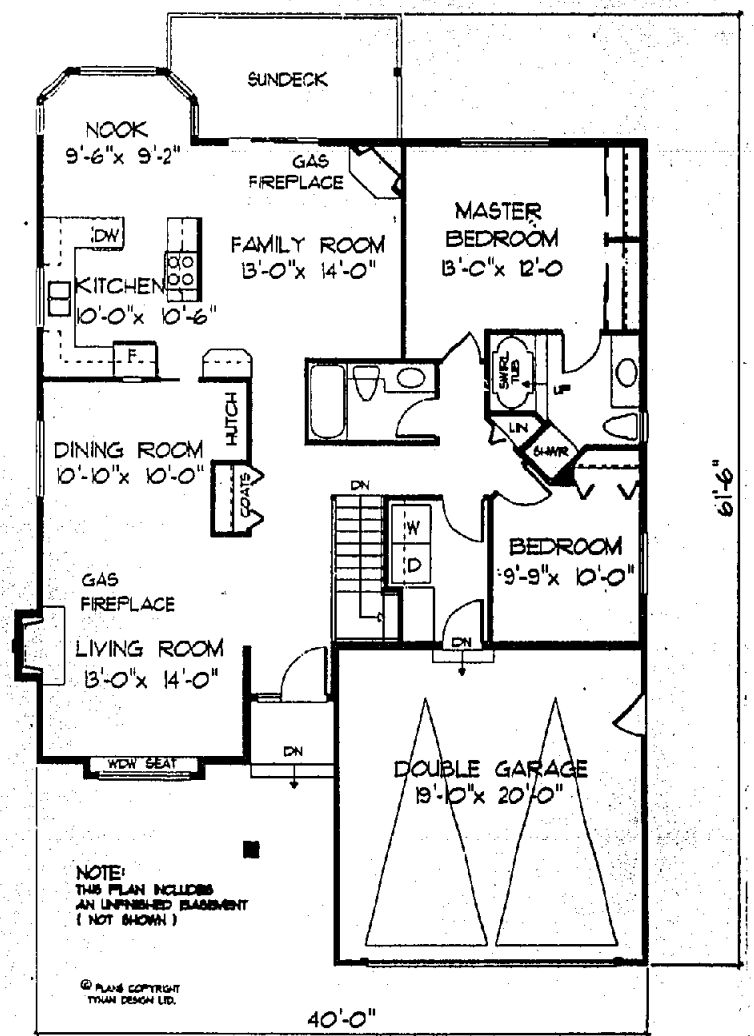 SUNDECK
NOOK
9'-6"x 9'-2"
GAS
FIREPLACE
MASTER
BEDROOM
13'-0"x 12'-0
FAMILY ROOM
13'-0"x 14'-0"
DW
KITCHEN
10'-0"x 10'-6"
F
SWIRL
TUB
UP
LIN
SHWR
HUTCH
DINING ROOM
10'-10"x 10'-0"
COATS
DN
W
D
BEDROOM
9'-9"x 10'-0"
61'-6"
GAS
FIREPLACE
LIVING ROOM
13'-0"x 14'-0"
DN
WDW SEAT
DN
DOUBLE GARAGE
19'-10"x 20'-0"
NOTE:
THIS PLAN INCLUDES
AN UNFINISHED BASEMENT
( NOT SHOWN )
© PLANS COPYRIGHT
TYNAN DESIGN LTD.
40'-0"